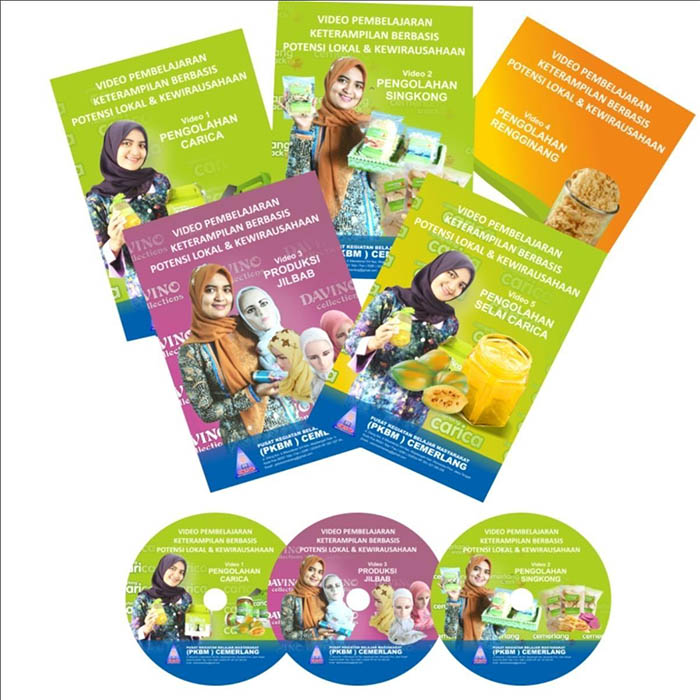 VIDEO PEMBELAJARAN
KETERAMPILAN BERBASIS
POTENSI LOKAL & KEWIRAUSAHAAN
Video 1
PENGOLAHAN
CARICA
VIDEO PEMBELAJARAN
KETERAMPILAN BERBASIS
POTENSI LOKAL & KEWIRAUSAHAAN
Video 2
PENGOLAHAN
SINGKONG
PUSAT KEGIATAN BELAJAR
VIDEO PEMBELAJARAN
KETERAMPILAN BERBASIS
POTENSI LOKAL & KEWIRAUSAHAAN
Video 4
PENGOLAHAN
RENGGINANG
VIDEO PEMBELAJARAN
KETERAMPILAN BERBASIS
POTENSI LOKAL & KEWIRAUSAHAAN
Video 3
PRODUKSI
JILBAB
DAVINO
collections
PUSAT KEGIATAN BELAJAR MASYARAKAT
(PKBM ) CEMERLANG
VIDEO PEMBELAJARAN
KETERAMPILAN BERBASIS
POTENSI LOKAL & KEWIRAUSAHAAN
Video 5
PENGOLAHAN
SELAI CARICA
carica
PUSAT KEGIATAN BELAJAR MASYARAKAT
(PKBM ) CEMERLANG
VIDEO PEMBELAJARAN
KETERAMPILAN BERBASIS
POTENSI LOKAL & KEWIRAUSAHAAN
Video 1
PENGOLAHAN
CARICA
PUSAT KEGIATAN BELAJAR MASYARAKAT
(PKBM ) CEMERLANG
VIDEO PEMBELAJARAN
KETERAMPILAN BERBASIS
POTENSI LOKAL & KEWIRAUSAHAAN
Video 3
PRODUKSI
JILBAB
PUSAT KEGIATAN BELAJAR MASYARAKAT
(PKBM ) CEMERLANG
VIDEO PEMBELAJARAN
KETERAMPILAN BERBASIS
POTENSI LOKAL & KEWIRAUSAHAAN
Video 2
PENGOLAHAN
SINGKONG
cemerlang
PUSAT KEGIATAN BELAJAR MASYARAKAT
(PKBM ) CEMERLANG